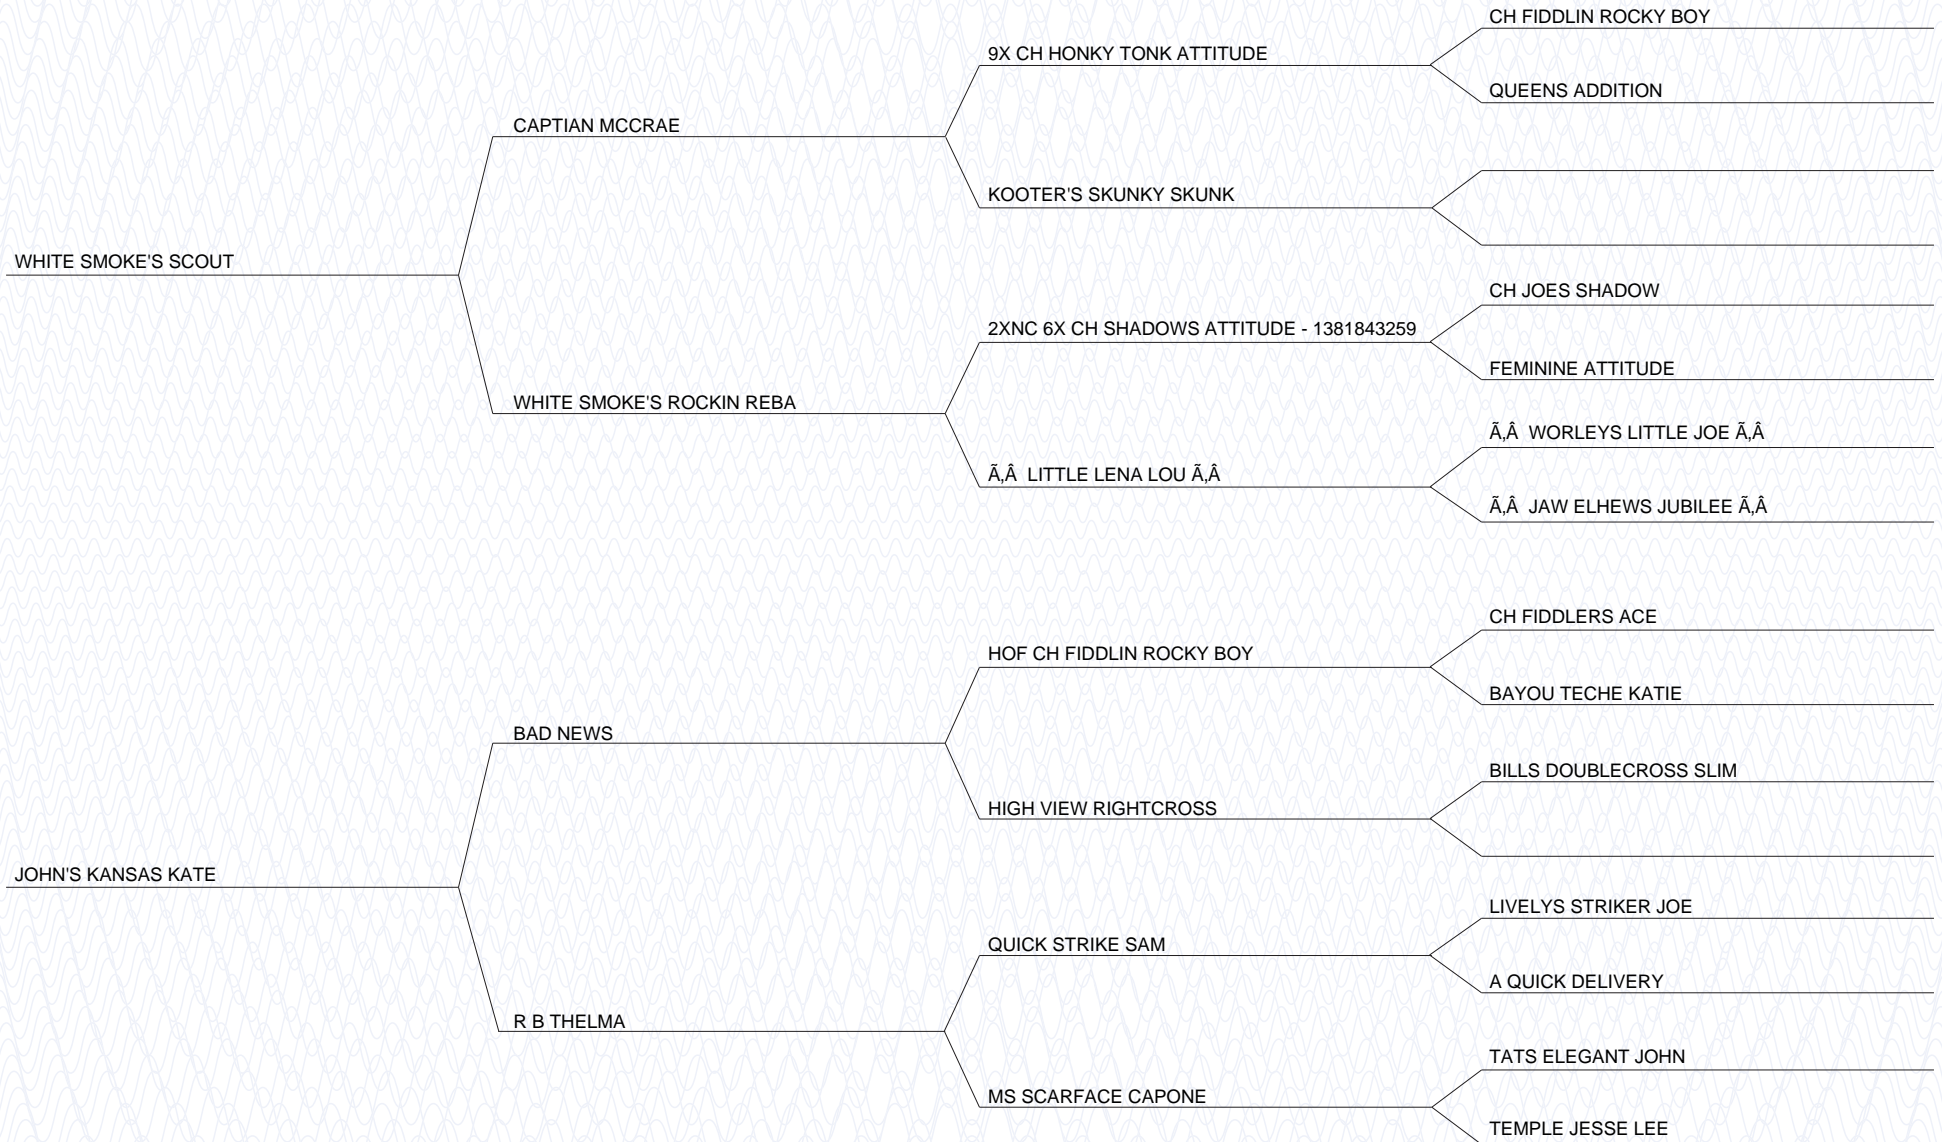 CH FIDDLIN ROCKY BOY
9X CH HONKY TONK ATTITUDE
QUEENS ADDITION
CAPTIAN MCCRAE
KOOTER'S SKUNKY SKUNK
WHITE SMOKE'S SCOUT
CH JOES SHADOW
2XNC 6X CH SHADOWS ATTITUDE - 1381843259
FEMININE ATTITUDE
WHITE SMOKE'S ROCKIN REBA
Ã‚Â WORLEYS LITTLE JOE Ã‚Â
Ã‚Â LITTLE LENA LOU Ã‚Â
Ã‚Â JAW ELHEWS JUBILEE Ã‚Â
CH FIDDLERS ACE
HOF CH FIDDLIN ROCKY BOY
BAYOU TECHE KATIE
BAD NEWS
BILLS DOUBLECROSS SLIM
HIGH VIEW RIGHTCROSS
JOHN'S KANSAS KATE
LIVELYS STRIKER JOE
QUICK STRIKE SAM
A QUICK DELIVERY
R B THELMA
TATS ELEGANT JOHN
MS SCARFACE CAPONE
TEMPLE JESSE LEE